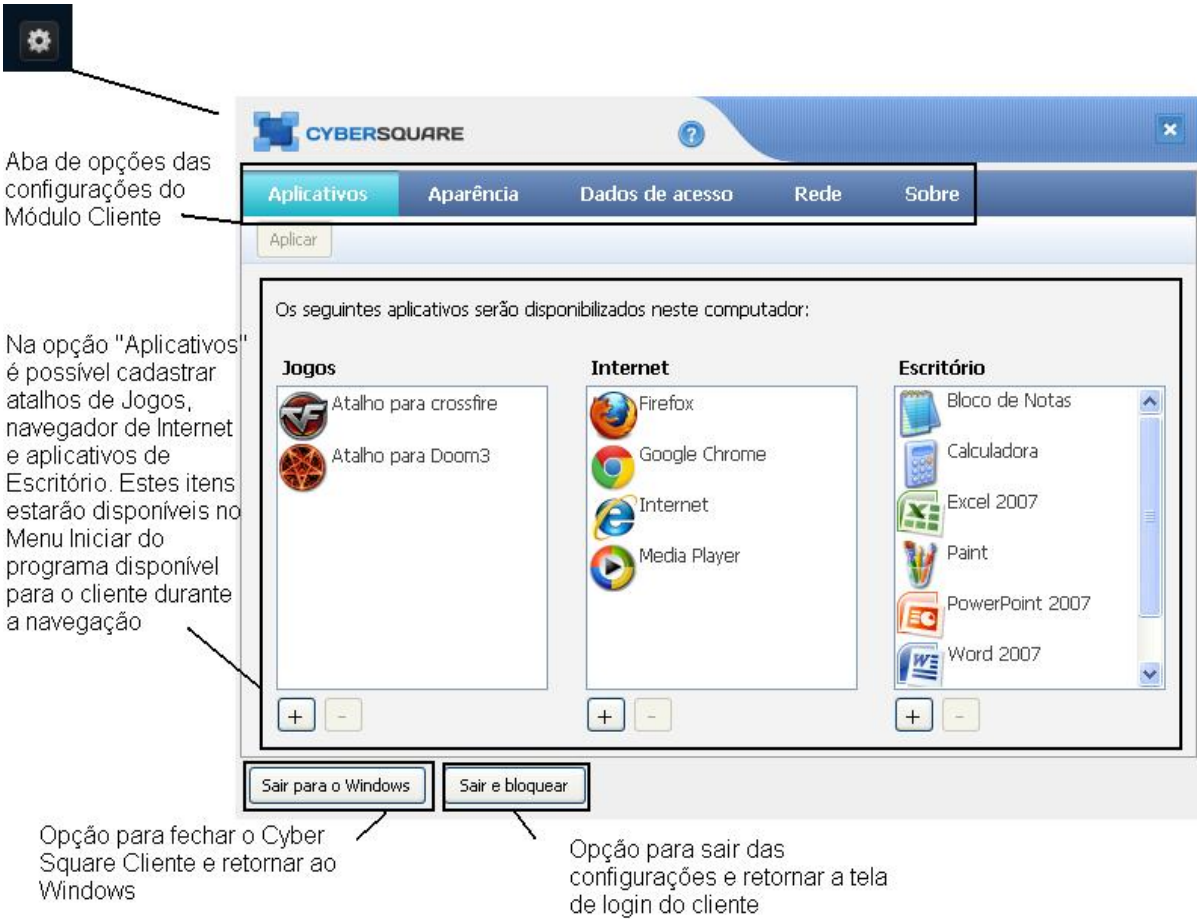 CYBERSQUARE
?
Aba de opções das
configurações do
Módulo Cliente
Aplicativos Aparência Dados de acesso Rede Sobre
Aplicar
Os seguintes aplicativos serão disponibilizados neste computador:
Na opção "Aplicativos"
é possível cadastrar
atalhos de Jogos,
navegador de Internet
e aplicativos de
Escritório. Estes itens
estarão disponíveis no
Menu Iniciar do
programa disponível
para o cliente durante
a navegação
Jogos
Atalho para crossfire
Atalho para Doom3
+ -
Internet
Firefox
Google Chrome
Internet
Media Player
+ -
Escritório
Bloco de Notas
Calculadora
Excel 2007
Paint
PowerPoint 2007
Word 2007
+ -
Sair para o Windows Sair e bloquear
Opção para fechar o Cyber
Square Cliente e retornar ao
Windows
Opção para sair das
configurações e retornar a tela
de login do cliente